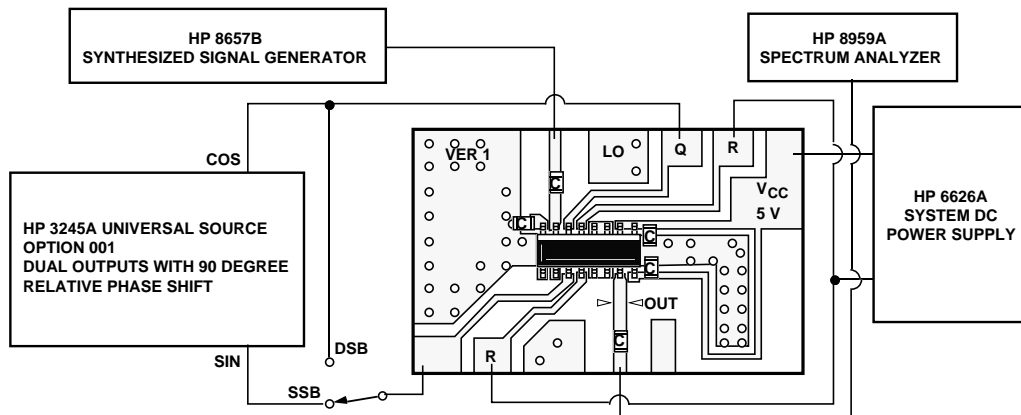 HP 8657B
SYNTHESIZED SIGNAL GENERATOR
HP 8959A
SPECTRUM ANALYZER
COS
VER 1
C
LO
Q
R
HP 3245A UNIVERSAL SOURCE
OPTION 001
DUAL OUTPUTS WITH 90 DEGREE
RELATIVE PHASE SHIFT
VCC
5 V
HP 6626A
SYSTEM DC
POWER SUPPLY
C
C
C
OUT
C
R
SIN
DSB
SSB